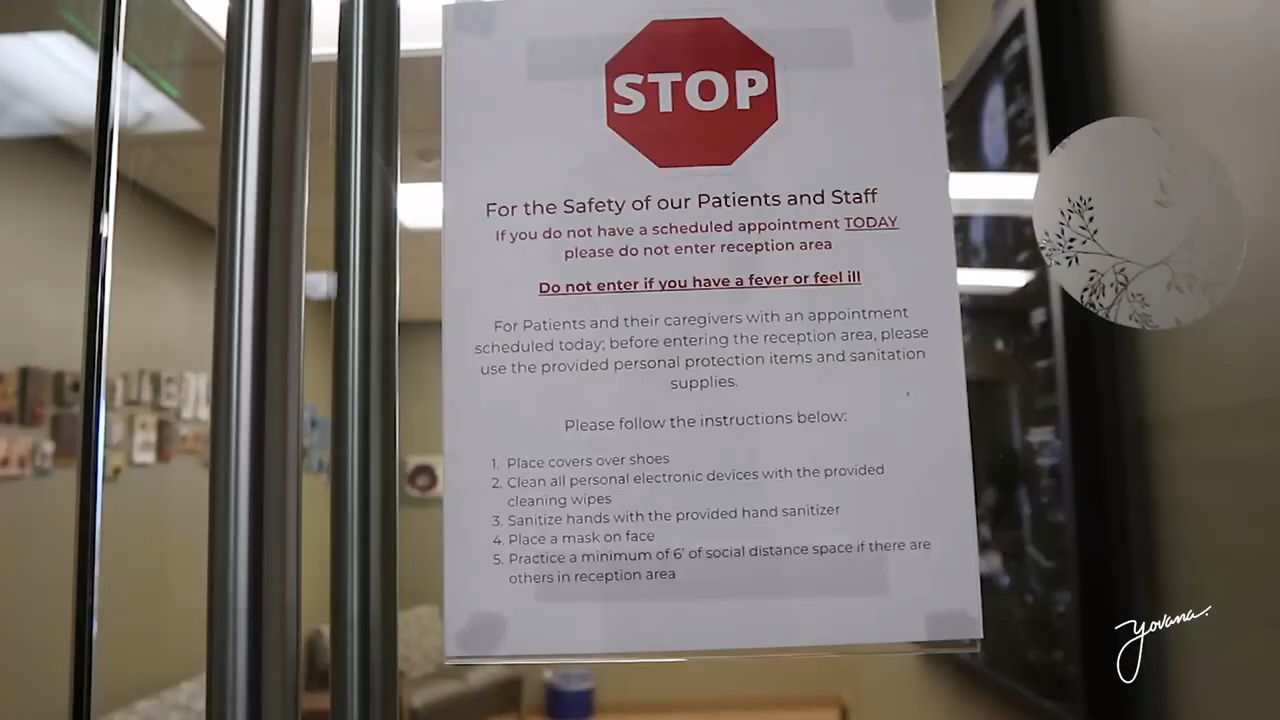 STOP
For the Safety of our Patients and Staff
If you do not have a scheduled appointment TODAY
please do not enter reception area
Do not enter if you have a fever or feel ill
For Patients and their caregivers with an appointment
scheduled today; before entering the reception area, please
use the provided personal protection items and sanitation
supplies.
Please follow the instructions below:
1. Place covers over shoes
2. Clean all personal electronic devices with the provided
cleaning wipes
3. Sanitize hands with the provided hand sanitizer
4. Place a mask on face
5. Practice a minimum of 6' of social distance space if there are
others in reception area
yovana.